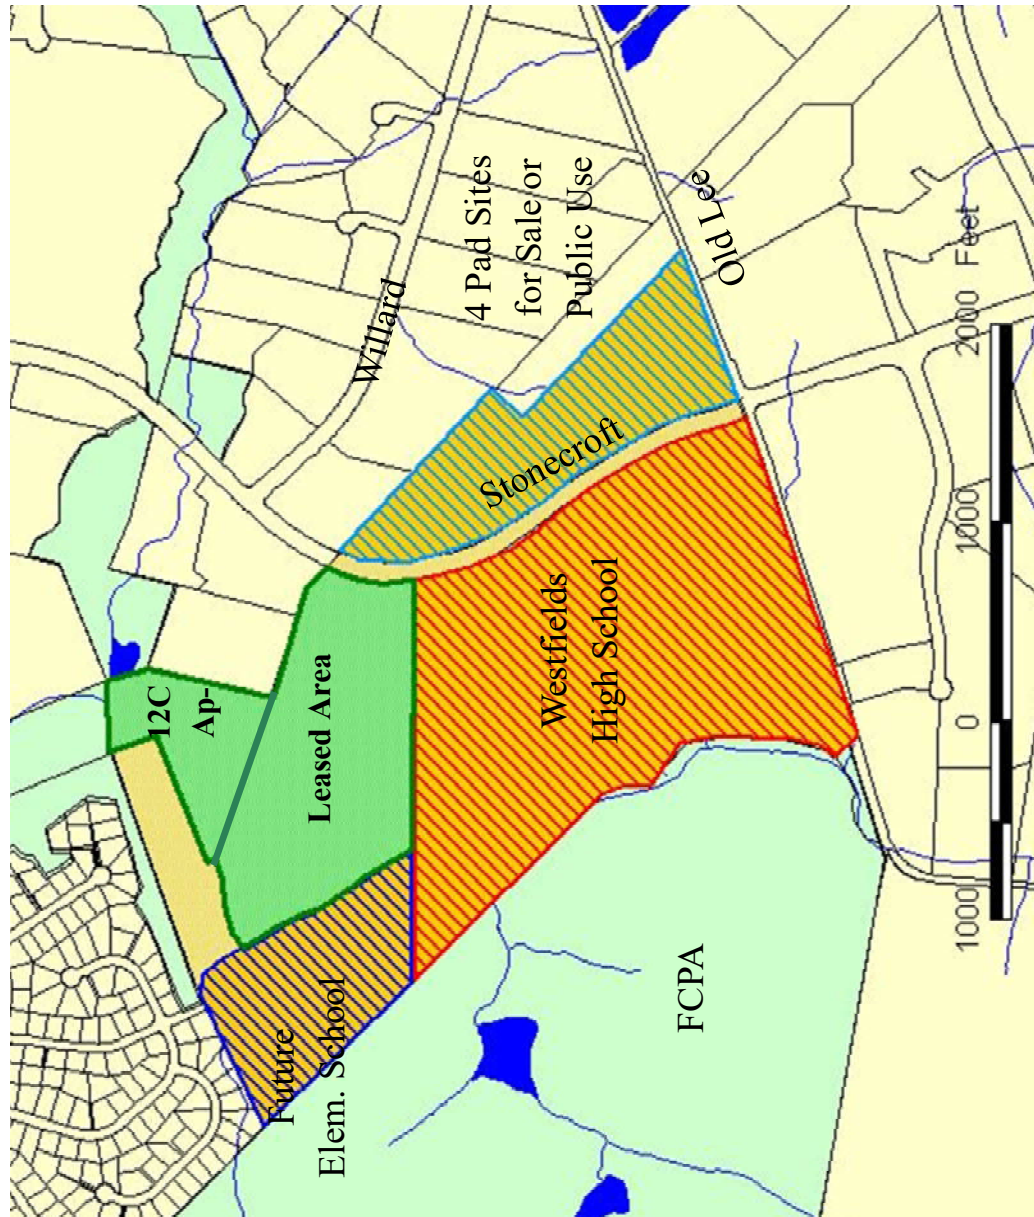 12C
Ap-
Leased Area
Willard
4 Pad Sites
for Sale or
Public Use
Stonecroft
Old Lee
Future
Elem. School
Westfields
High School
FCPA
1000 0 1000 2000 Feet